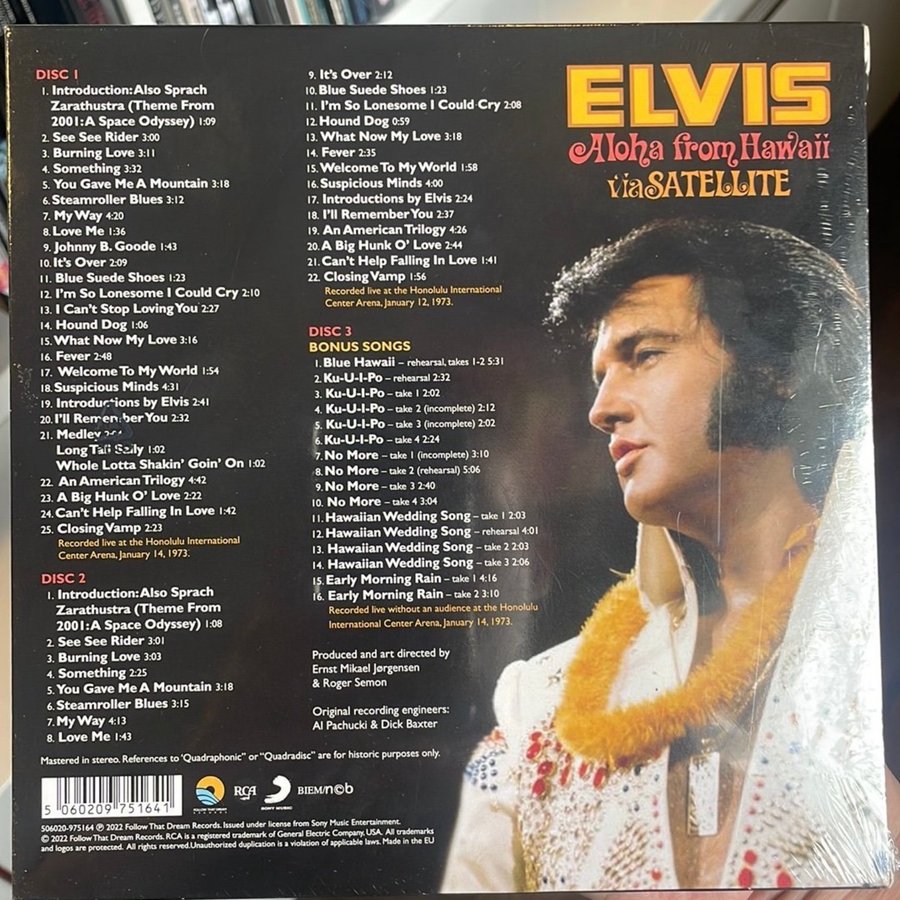 DISC 1
1. Introduction: Also Sprach
Zarathustra (Theme From
2001: A Space Odyssey) 1:09
2. See See Rider 3:00
3. Burning Love 3:11
4. Something 3:32
5. You Gave Me A Mountain 3:18
6. Steamroller Blues 3:12
7. My Way 4:20
8. Love Me 1:36
9. Johnny B. Goode 1:43
10. It's Over 2:09
11. Blue Suede Shoes 1:23
12. I'm So Lonesome I Could Cry 2:10
13. I Can't Stop Loving You 2:27
14. Hound Dog 1:06
15. What Now My Love 3:16
16. Fever 2:48
17. Welcome To My World 1:54
18. Suspicious Minds 4:31
19. Introductions by Elvis 2:41
20. I'll Remember You 2:32
21. Medley
Long Tall Sally 1:02
Whole Lotta Shakin' Goin' On 1:02
22. An American Trilogy 4:42
23. A Big Hunk O' Love 2:22
24. Can't Help Falling In Love 1:42
25. Closing Vamp 2:23
Recorded live at the Honolulu International
Center Arena, January 14, 1973.
DISC 2
1. Introduction: Also Sprach
Zarathustra (Theme From
2001: A Space Odyssey) 1:08
2. See See Rider 3:01
3. Burning Love 3:03
4. Something 2:25
5. You Gave Me A Mountain 3:18
6. Steamroller Blues 3:15
7. My Way 4:13
8. Love Me 1:43
9. It's Over 2:12
10. Blue Suede Shoes 1:23
11. I'm So Lonesome I Could Cry 2:08
12. Hound Dog 0:59
13. What Now My Love 3:18
14. Fever 2:35
15. Welcome To My World 1:58
16. Suspicious Minds 4:00
17. Introductions by Elvis 2:24
18. I'll Remember You 2:37
19. An American Trilogy 4:26
20. A Big Hunk O' Love 2:44
21. Can't Help Falling In Love 1:41
22. Closing Vamp 1:56
Recorded live at the Honolulu International
Center Arena, January 12, 1973.
DISC 3
BONUS SONGS
1. Blue Hawaii – rehearsal, takes 1-2 5:31
2. Ku-U-I-Po – rehearsal 2:32
3. Ku-U-I-Po – take 1 2:02
4. Ku-U-I-Po – take 2 (incomplete) 2:12
5. Ku-U-I-Po – take 3 (incomplete) 2:02
6. Ku-U-I-Po – take 4 2:24
7. No More – take 1 (incomplete) 3:10
8. No More – take 2 (rehearsal) 5:06
9. No More – take 3 2:40
10. No More – take 4 3:04
11. Hawaiian Wedding Song – take 1 2:03
12. Hawaiian Wedding Song – rehearsal 4:01
13. Hawaiian Wedding Song – take 2 2:03
14. Hawaiian Wedding Song – take 3 2:06
15. Early Morning Rain – take 1 4:16
16. Early Morning Rain – take 2 3:10
Recorded live without an audience at the Honolulu
International Center Arena, January 14, 1973.
Produced and art directed by
Ernst Mikael Jørgensen
& Roger Semon
Original recording engineers:
Al Pachucki & Dick Baxter
ELVIS
Aloha from Hawaii
via SATELLITE
Mastered in stereo. References to 'Quadraphonic" or "Quadradisc" are for historic purposes only.
5 060209 751641
FOLLOW THAT DREAM
RCA
SONY MUSIC
BIEM/n©b
506020-975164 ℗ 2022 Follow That Dream Records. Issued under license from Sony Music Entertainment.
© 2022 Follow That Dream Records. RCA is a registered trademark of General Electric Company, USA. All trademarks
and logos are protected. All rights reserved. Unauthorized duplication is a violation of applicable laws. Made in the EU